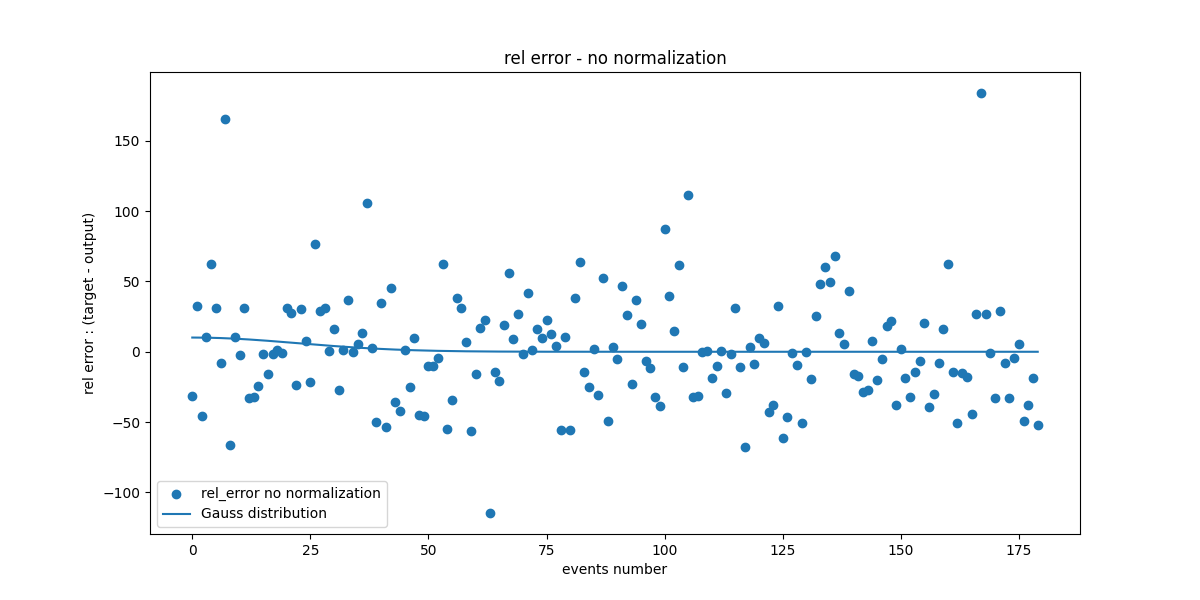 rel error - no normalization
rel error : (target - output)
150
100
50
0
−50
−100
rel_error no normalization
Gauss distribution
0 25 50 75 100 125 150 175
events number